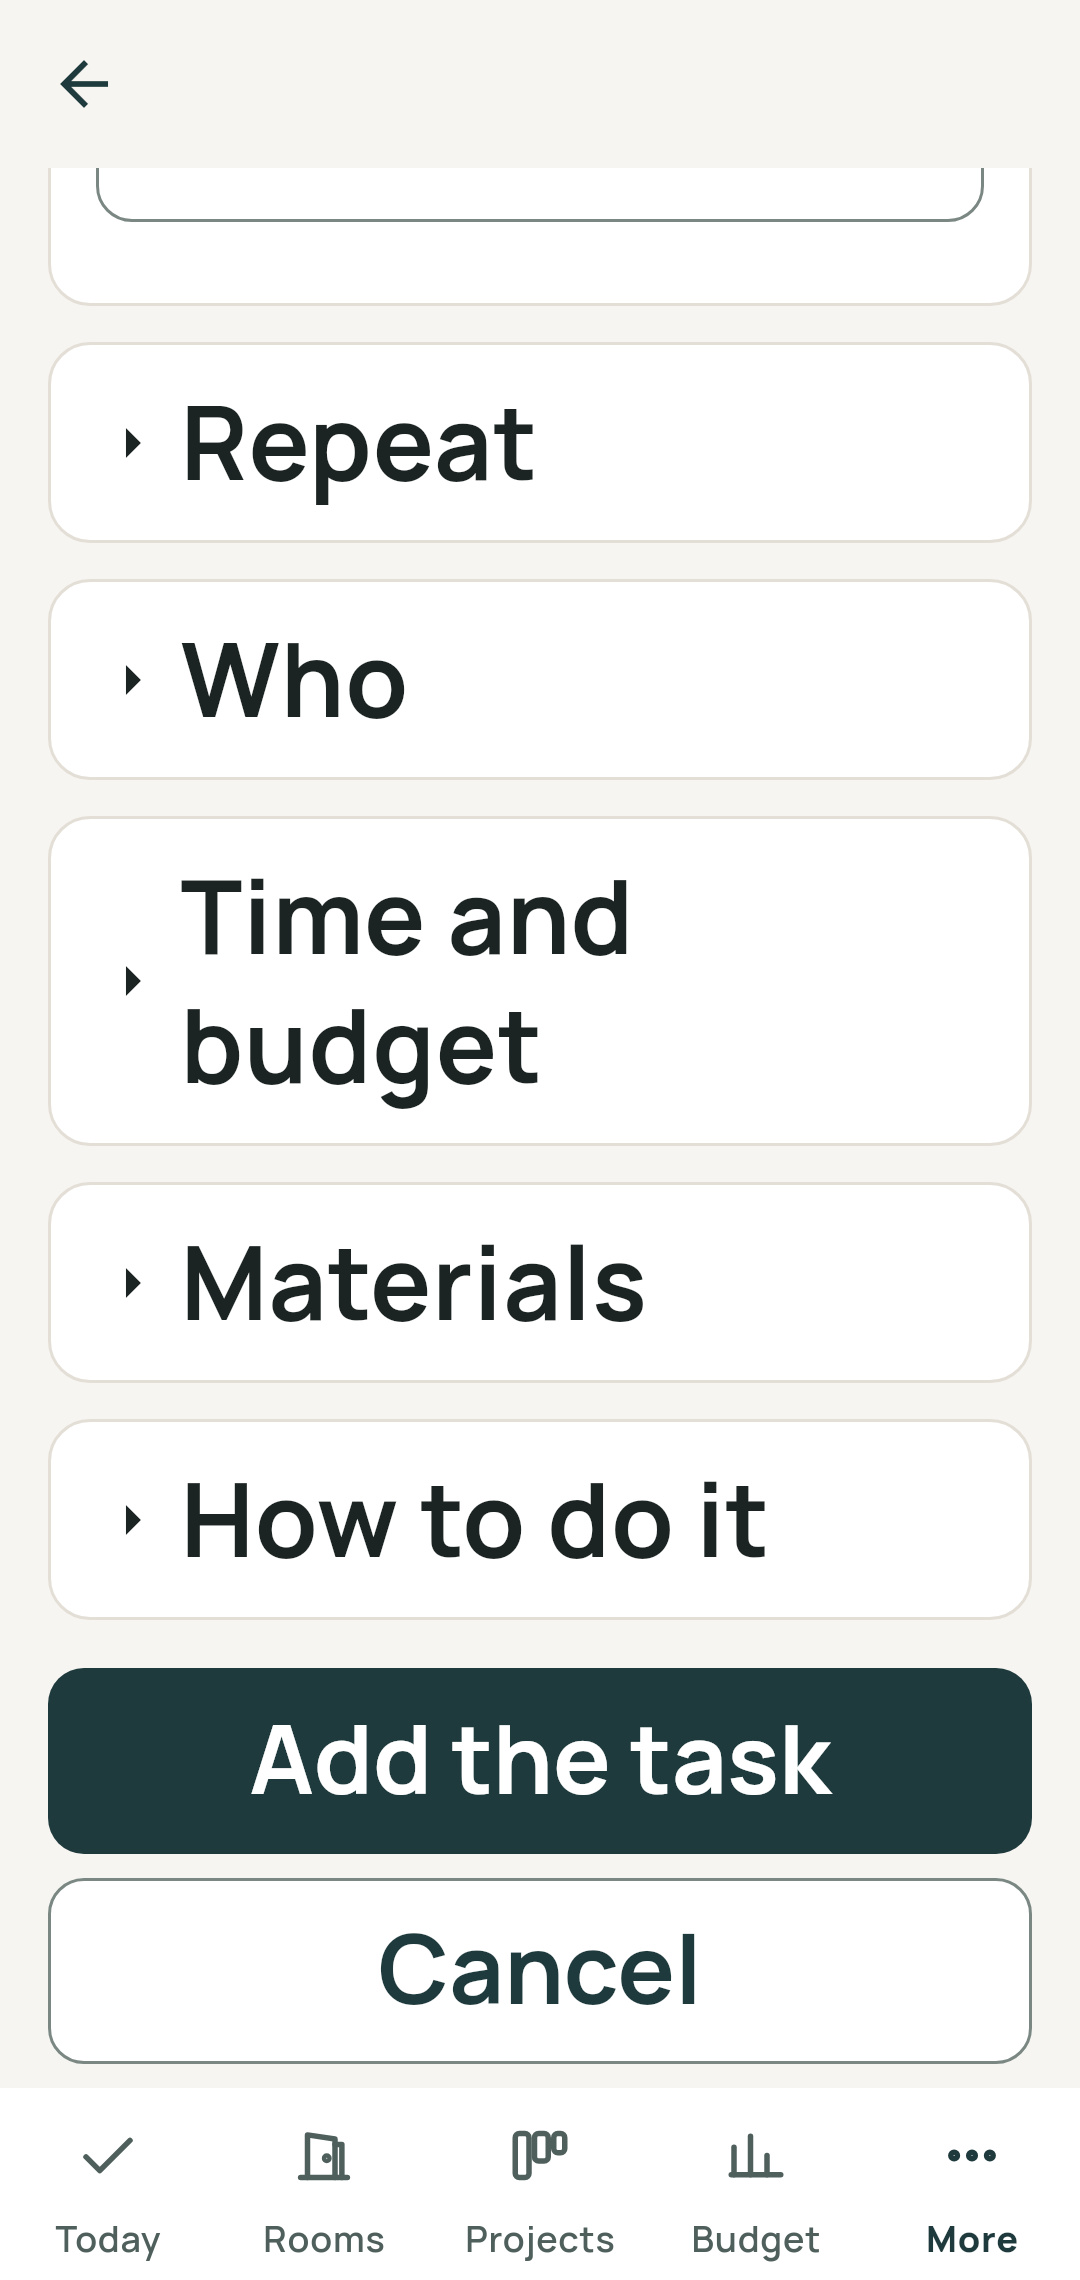 Repeat
Who
Time and
budget
Materials
How to do it
Add the task
Cancel
Today
Rooms
Projects
Budget
More